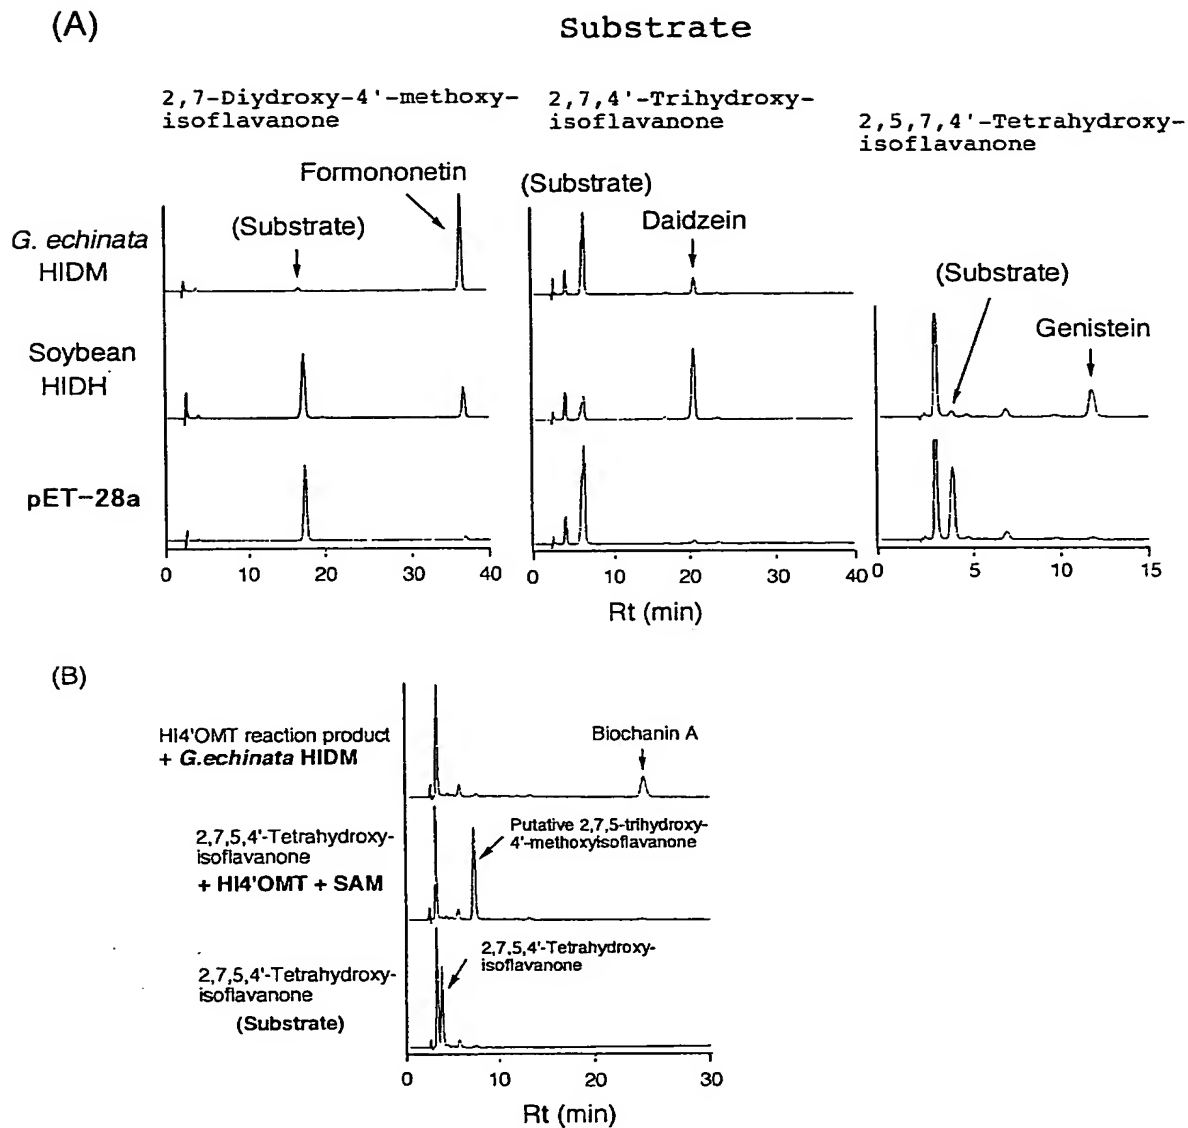 (A)
Substrate
2,7-Diydroxy-4'-methoxy-
isoflavanone
2,7,4'-Trihydroxy-
isoflavanone
2,5,7,4'-Tetrahydroxy-
isoflavanone
Formononetin
(Substrate)
(Substrate)
Daidzein
(Substrate)
Genistein
G. echinata
HIDM
Soybean
HIDH
pET-28a
0 10 20 30 40
0 10 20 30 40
0 5 10 15
Rt (min)
(B)
HI4'OMT reaction product
+ G.echinata HIDM
Biochanin A
2,7,5,4'-Tetrahydroxy-
isoflavanone
+ HI4'OMT + SAM
Putative 2,7,5-trihydroxy-
4'-methoxyisoflavanone
2,7,5,4'-Tetrahydroxy-
isoflavanone
(Substrate)
2,7,5,4'-Tetrahydroxy-
isoflavanone
0 10 20 30
Rt (min)